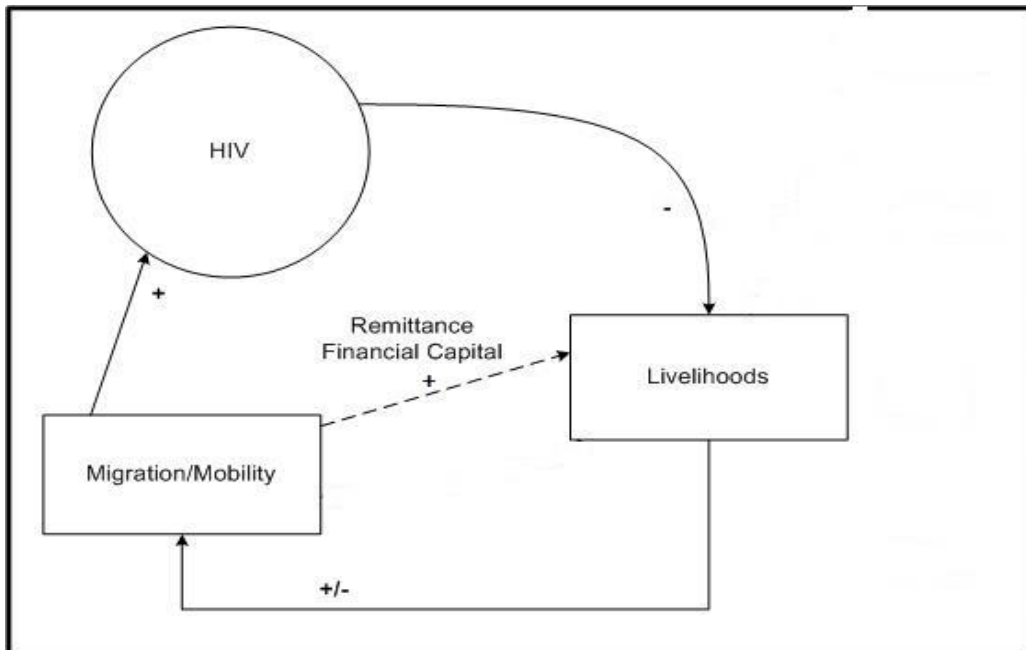 HIV
-
+
Remittance
Financial Capital
+
Livelihoods
Migration/Mobility
+/-